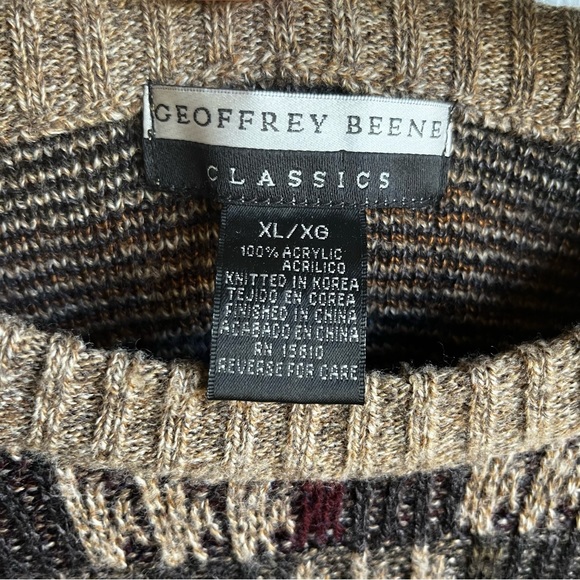 GEOFFREY BEENE
CLASSICS
XL/XG
100% ACRYLIC
ACRILICO
KNITTED IN KOREA
TEJIDO EN COREA
FINISHED IN CHINA
ACABADO EN CHINA
RN 15610
REVERSE FOR CARE